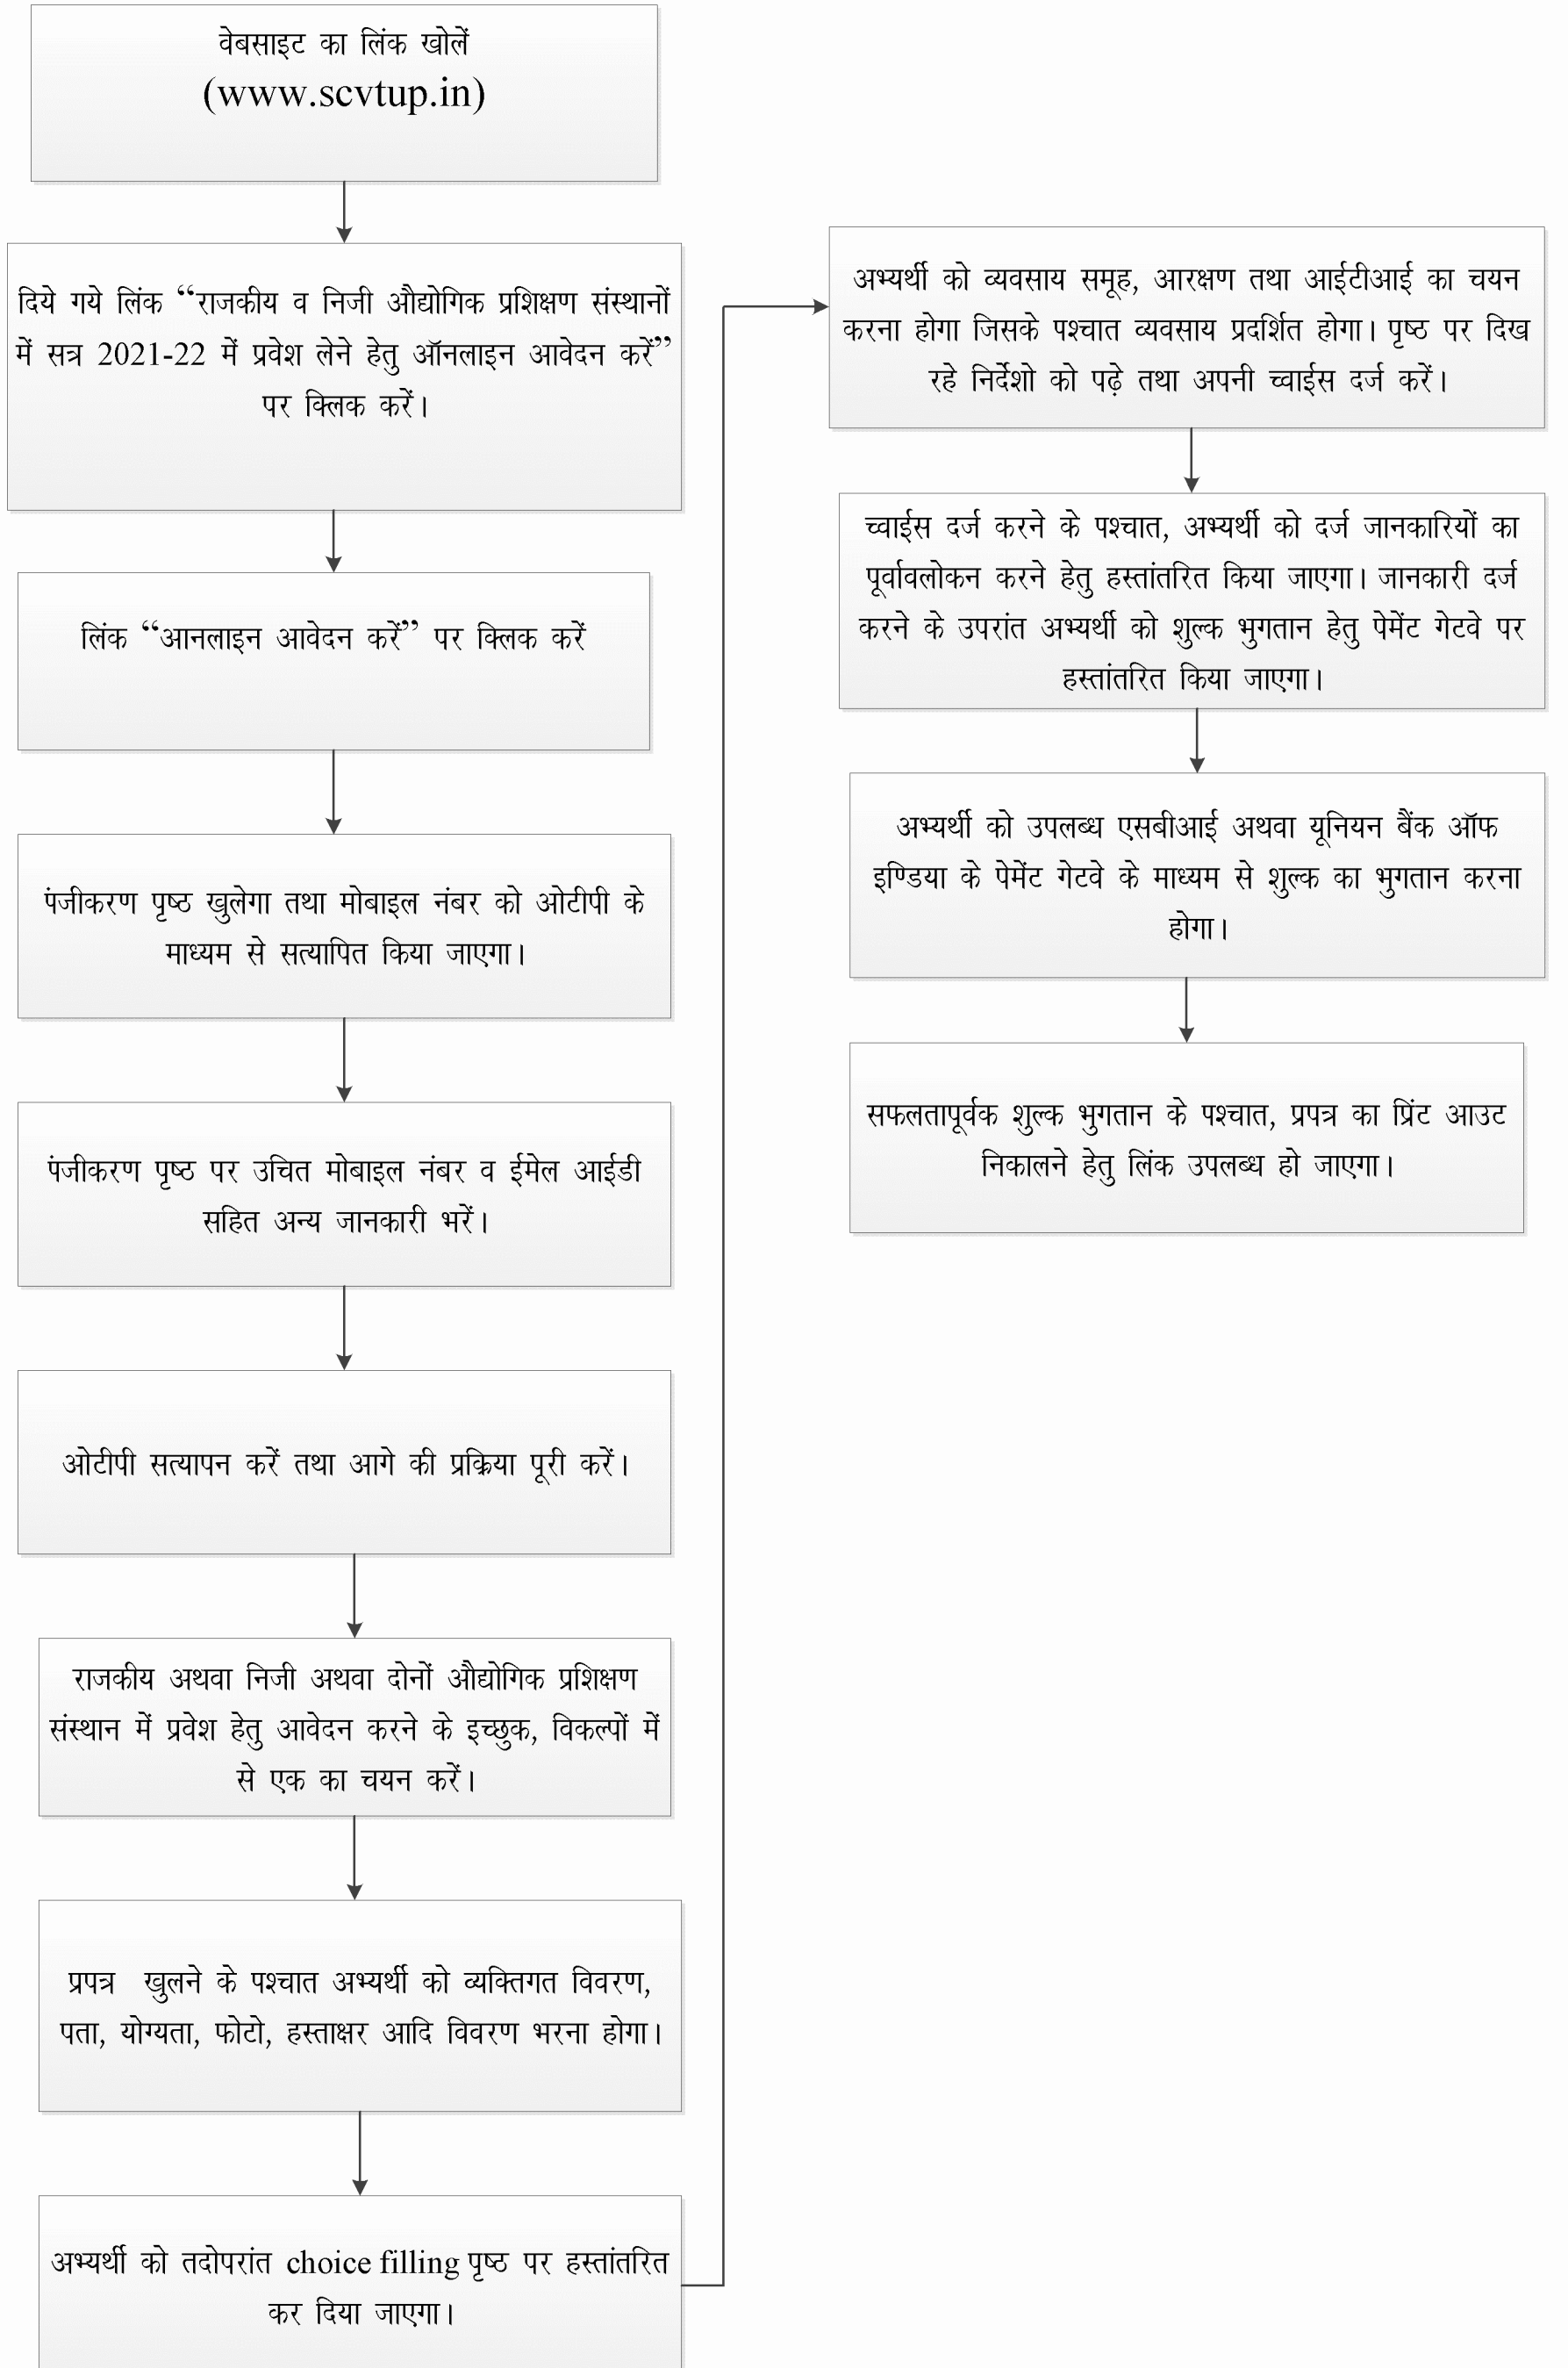 वेबसाइट का लिंक खोलें
(www.scvtup.in)
दिये गये लिंक “राजकीय व निजी औद्योगिक प्रशिक्षण संस्थानों
में सत्र 2021-22 में प्रवेश लेने हेतु ऑनलाइन आवेदन करें”
पर क्लिक करें।
लिंक “आनलाइन आवेदन करें” पर क्लिक करें
पंजीकरण पृष्ठ खुलेगा तथा मोबाइल नंबर को ओटीपी के
माध्यम से सत्यापित किया जाएगा।
पंजीकरण पृष्ठ पर उचित मोबाइल नंबर व ईमेल आईडी
सहित अन्य जानकारी भरें।
ओटीपी सत्यापन करें तथा आगे की प्रक्रिया पूरी करें।
राजकीय अथवा निजी अथवा दोनों औद्योगिक प्रशिक्षण
संस्थान में प्रवेश हेतु आवेदन करने के इच्छुक, विकल्पों में
से एक का चयन करें।
प्रपत्र खुलने के पश्चात अभ्यर्थी को व्यक्तिगत विवरण,
पता, योग्यता, फोटो, हस्ताक्षर आदि विवरण भरना होगा।
अभ्यर्थी को तदोपरांत choice filling पृष्ठ पर हस्तांतरित
कर दिया जाएगा।
अभ्यर्थी को व्यवसाय समूह, आरक्षण तथा आईटीआई का चयन
करना होगा जिसके पश्चात व्यवसाय प्रदर्शित होगा। पृष्ठ पर दिख
रहे निर्देशो को पढ़े तथा अपनी च्वाईस दर्ज करें।
च्वाईस दर्ज करने के पश्चात, अभ्यर्थी को दर्ज जानकारियों का
पूर्वावलोकन करने हेतु हस्तांतरित किया जाएगा। जानकारी दर्ज
करने के उपरांत अभ्यर्थी को शुल्क भुगतान हेतु पेमेंट गेटवे पर
हस्तांतरित किया जाएगा।
अभ्यर्थी को उपलब्ध एसबीआई अथवा यूनियन बैंक ऑफ
इण्डिया के पेमेंट गेटवे के माध्यम से शुल्क का भुगतान करना
होगा।
सफलतापूर्वक शुल्क भुगतान के पश्चात, प्रपत्र का प्रिंट आउट
निकालने हेतु लिंक उपलब्ध हो जाएगा।